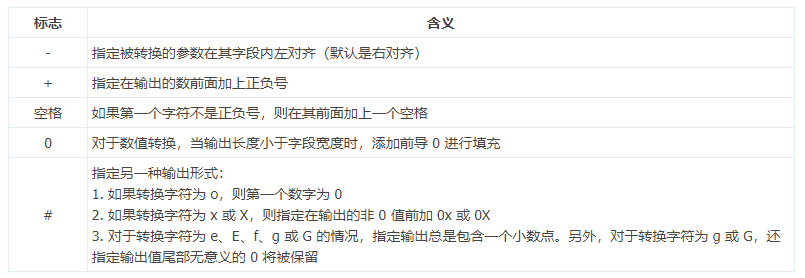 标志 含义
- 指定被转换的参数在其字段内左对齐（默认是右对齐）
+ 指定在输出的数前面加上正负号
空格 如果第一个字符不是正负号，则在其前面加上一个空格
0 对于数值转换，当输出长度小于字段宽度时，添加前导 0 进行填充
指定另一种输出形式：
1. 如果转换字符为 o，则第一个数字为 0
2. 如果转换字符为 x 或 X，则指定在输出的非 0 值前加 0x 或 0X
# 3. 对于转换字符为 e、E、f、g 或 G 的情况，指定输出总是包含一个小数点。另外，对于转换字符为 g 或 G，还
指定输出值尾部无意义的 0 将被保留